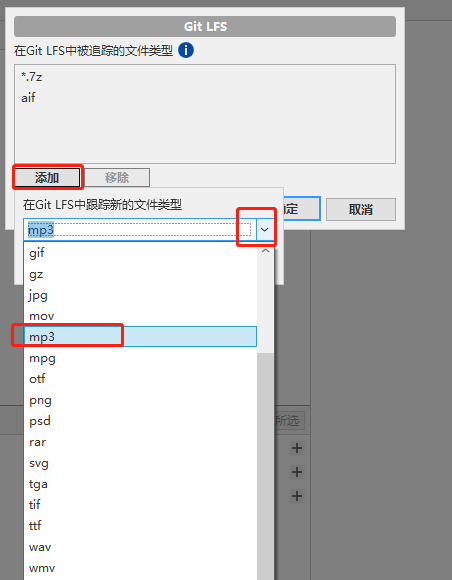 Git LFS
在Git LFS中被追踪的文件类型
*.7z
aif
添加 移除
在Git LFS中跟踪新的文件类型
定 取消
mp3
gif
gz
jpg
mov
mp3
mpg
otf
png
psd
所选
rar
svg
tga
tif
ttf
wav
wmv